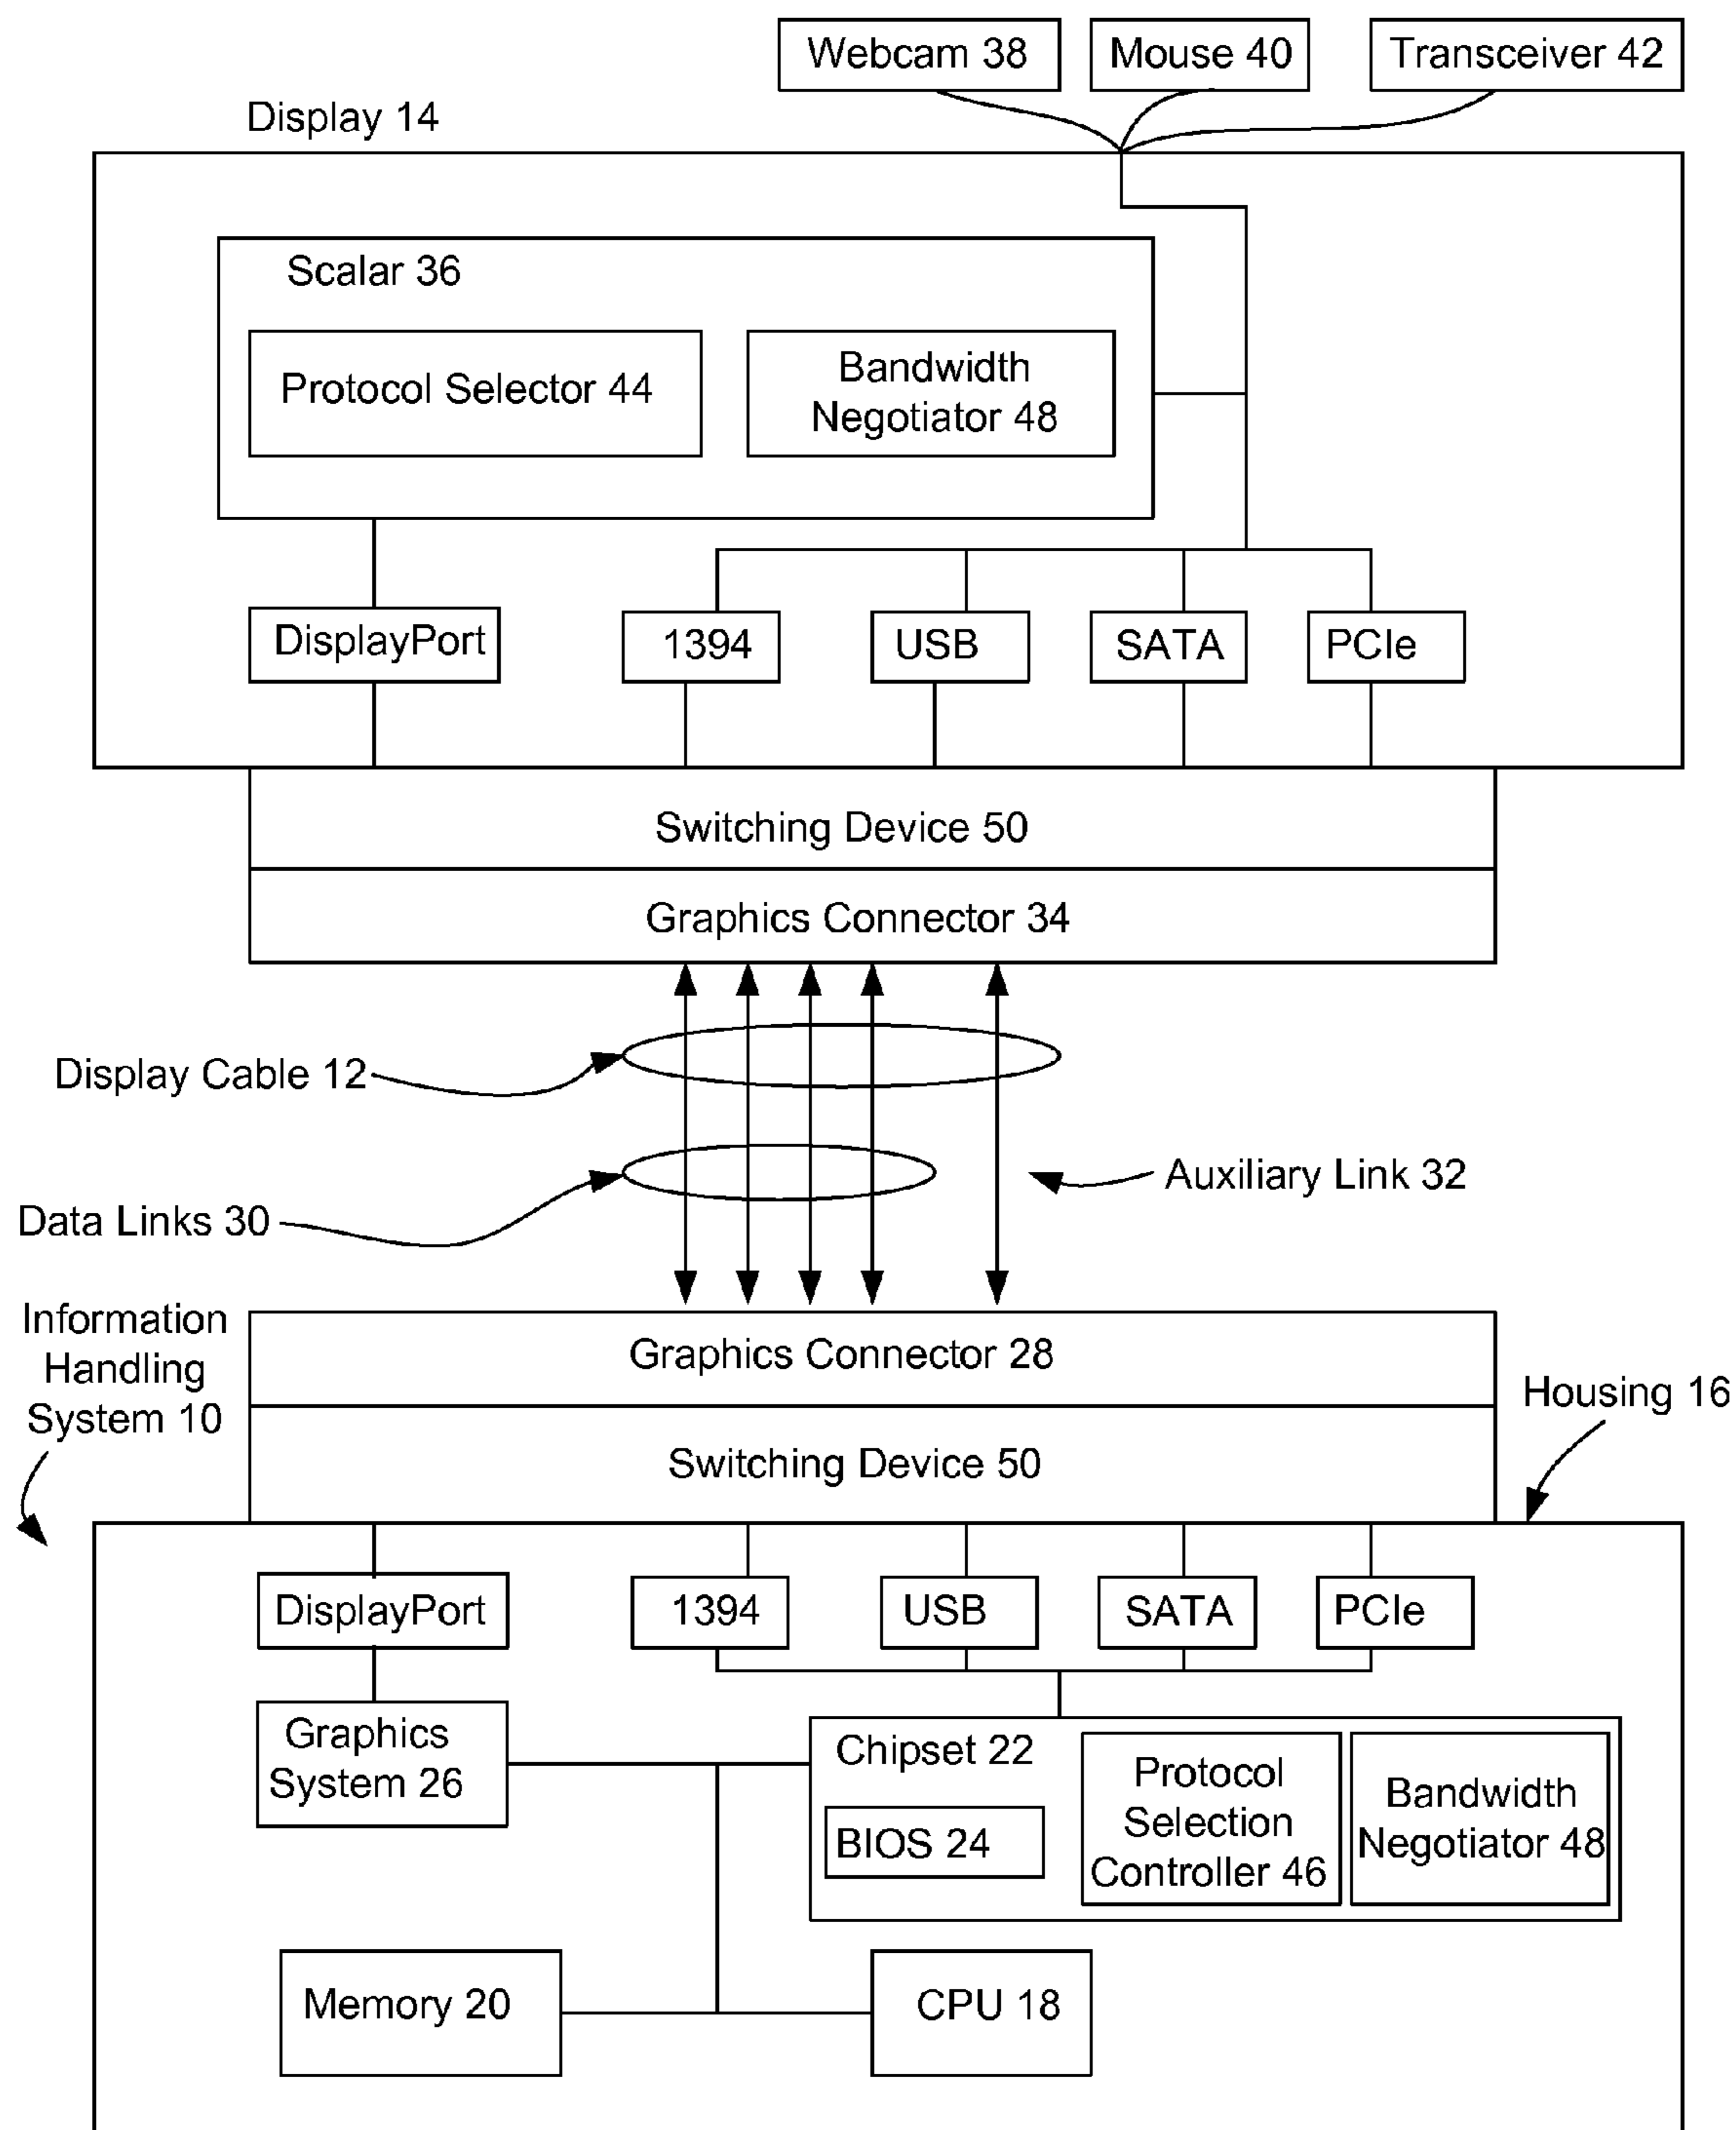 Webcam 38
Mouse 40
Transceiver 42
Display 14
Scalar 36
Protocol Selector 44
Bandwidth
Negotiator 48
DisplayPort
1394
USB
SATA
PCIe
Switching Device 50
Graphics Connector 34
Display Cable 12
Data Links 30
Auxiliary Link 32
Information
Handling
System 10
Graphics Connector 28
Housing 16
Switching Device 50
DisplayPort
1394
USB
SATA
PCIe
Graphics
System 26
Chipset 22
BIOS 24
Protocol
Selection
Controller 46
Bandwidth
Negotiator 48
Memory 20
CPU 18